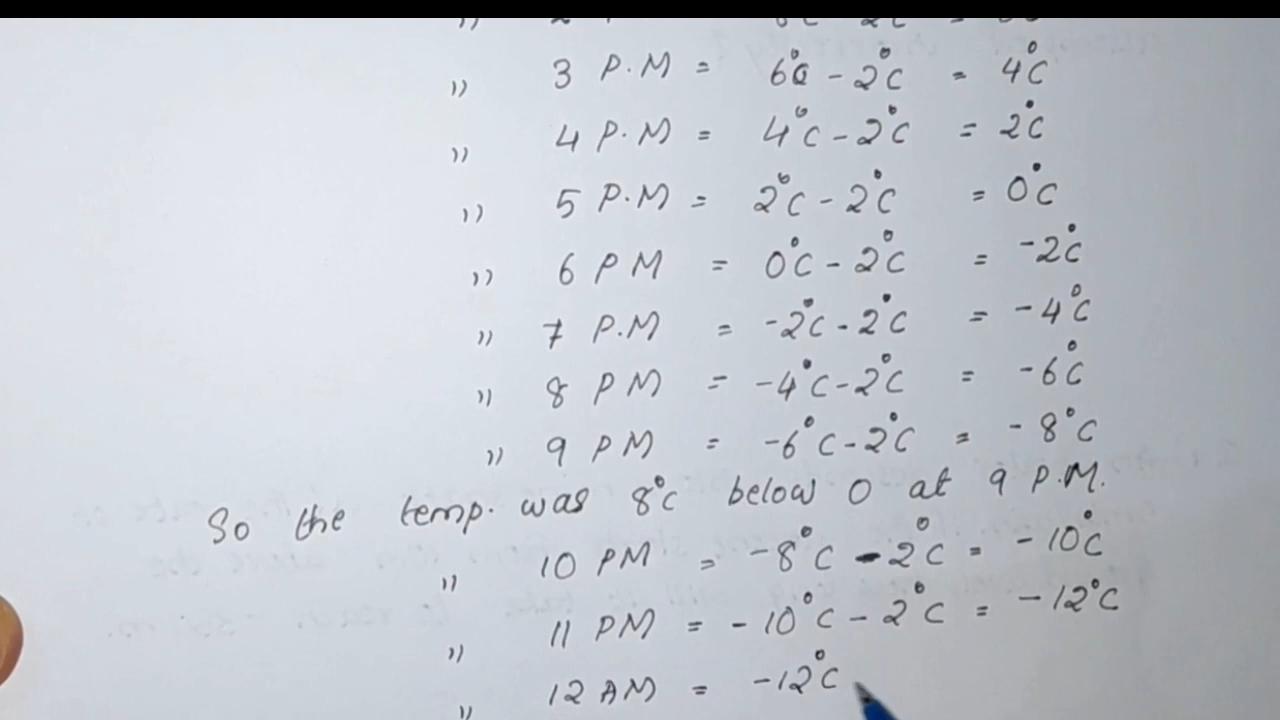 " 3 P.M = 6°C - 2°C = 4°C
" 4 P.M = 4°C - 2°C = 2°C
" 5 P.M = 2°C - 2°C = 0°C
" 6 PM = 0°C - 2°C = -2°C
" 7 P.M = -2°C - 2°C = -4°C
" 8 PM = -4°C - 2°C = -6°C
" 9 PM = -6°C - 2°C = -8°C
So the temp. was 8°C below 0 at 9 P.M.
" 10 PM = -8°C - 2°C = -10°C
" 11 PM = -10°C - 2°C = -12°C
" 12 AM = -12°C